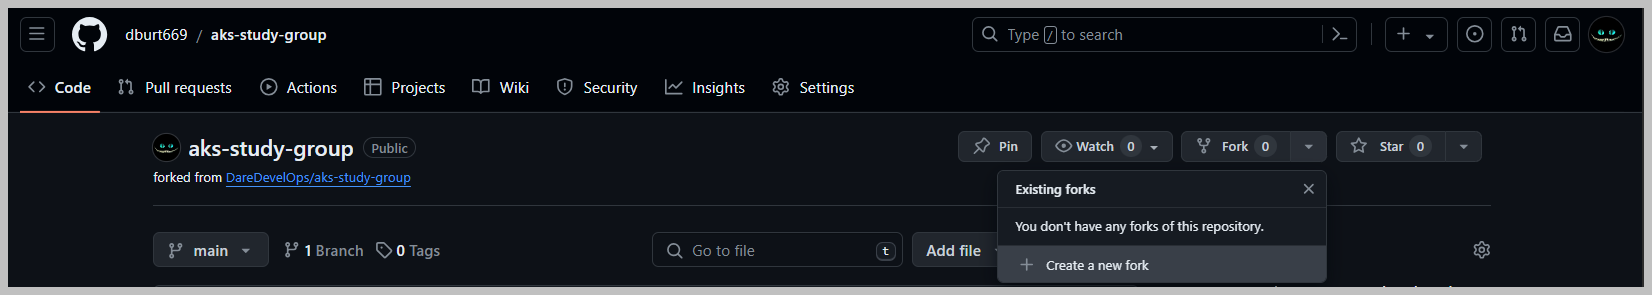 dburt669 / aks-study-group
Type / to search
Code Pull requests Actions Projects Wiki Security Insights Settings
aks-study-group Public
Pin Watch 0 Fork 0 Star 0
forked from DareDevelOps/aks-study-group
Existing forks
You don't have any forks of this repository.
main 1 Branch 0 Tags Go to file t Add file
Create a new fork